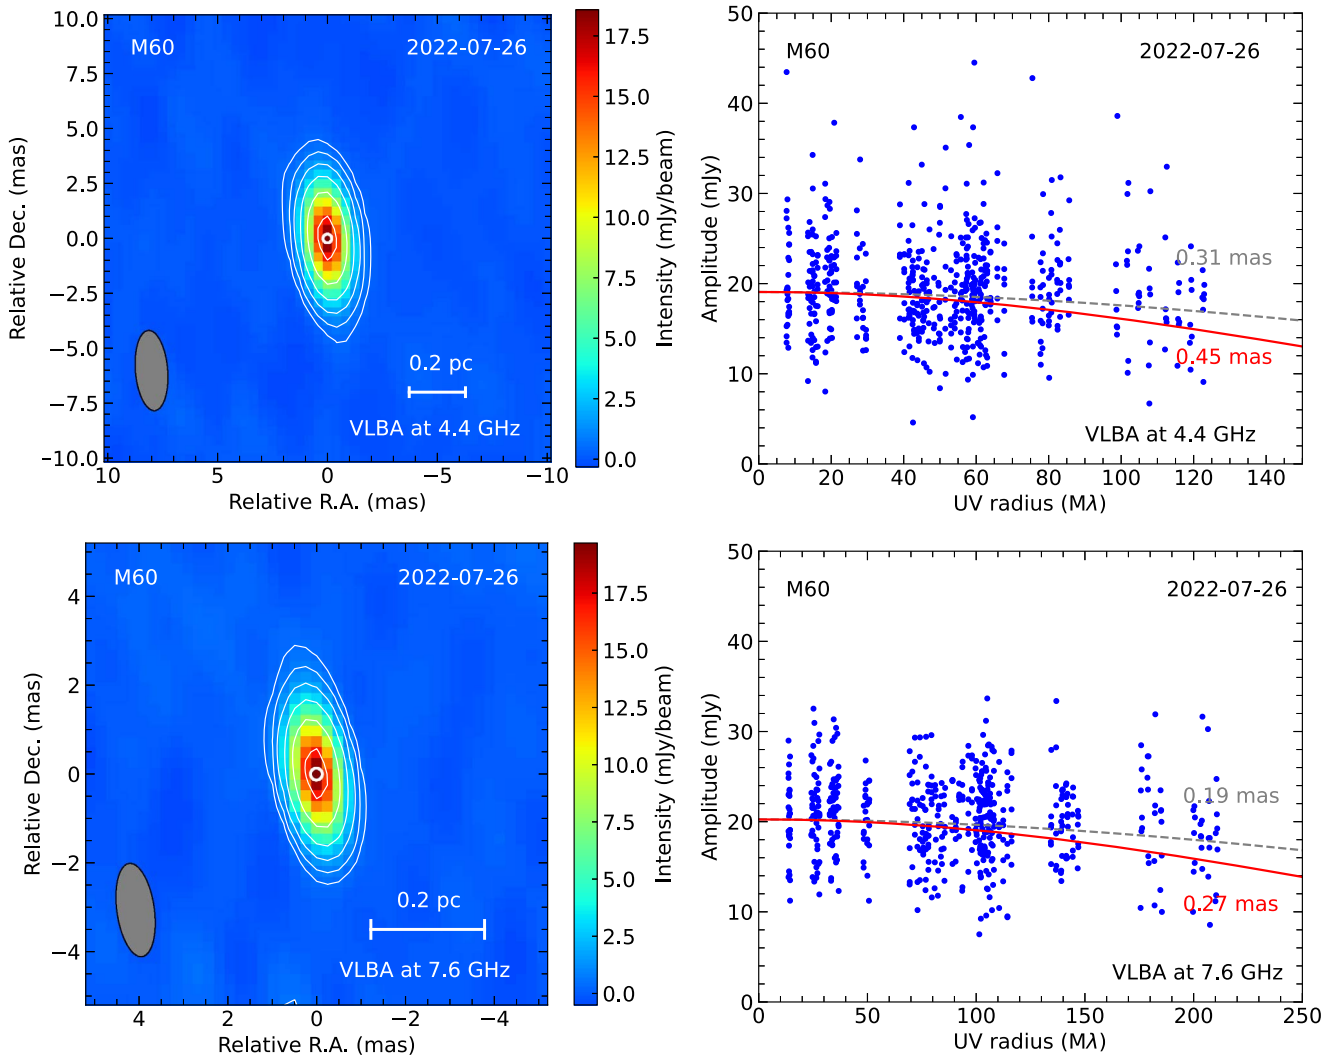 M60 2022-07-26
10.0
7.5
5.0
2.5
0.0
−2.5
−5.0
−7.5
−10.0
Relative Dec. (mas)
0.2 pc
VLBA at 4.4 GHz
10 5 0 −5 −10
Relative R.A. (mas)
17.5
15.0
12.5
10.0
7.5
5.0
2.5
0.0
Intensity (mJy/beam)
M60 2022-07-26
50
40
30
20
10
0
Amplitude (mJy)
0.31 mas
0.45 mas
VLBA at 4.4 GHz
0 20 40 60 80 100 120 140
UV radius (Mλ)
M60 2022-07-26
4
2
0
−2
−4
Relative Dec. (mas)
0.2 pc
VLBA at 7.6 GHz
4 2 0 −2 −4
Relative R.A. (mas)
17.5
15.0
12.5
10.0
7.5
5.0
2.5
0.0
Intensity (mJy/beam)
M60 2022-07-26
50
40
30
20
10
0
Amplitude (mJy)
0.19 mas
0.27 mas
VLBA at 7.6 GHz
0 50 100 150 200 250
UV radius (Mλ)